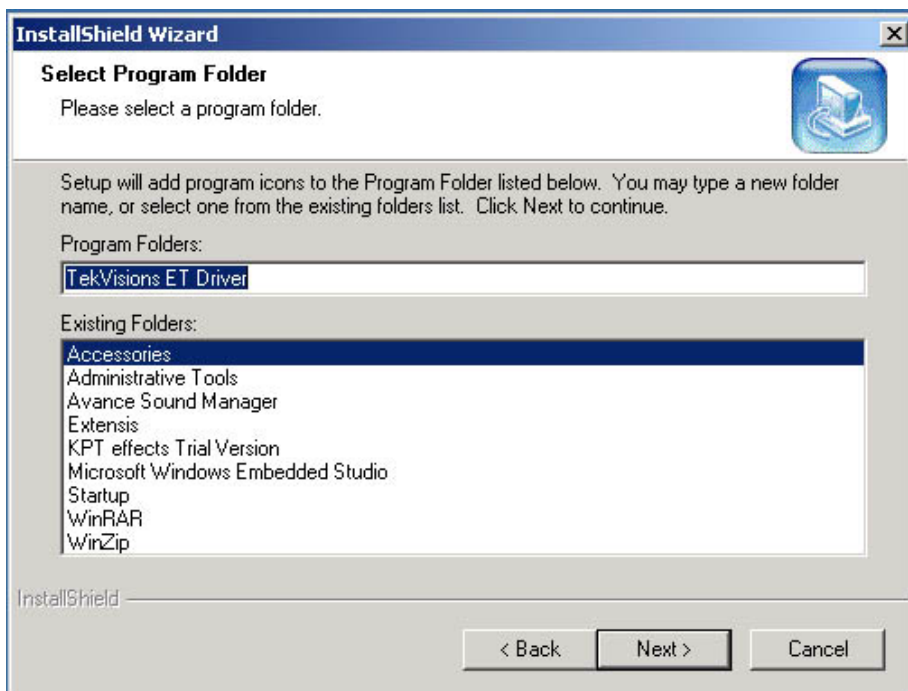 InstallShield Wizard
Select Program Folder
Please select a program folder.
Setup will add program icons to the Program Folder listed below. You may type a new folder
name, or select one from the existing folders list. Click Next to continue.
Program Folders:
TekVisions ET Driver
Existing Folders:
Accessories
Administrative Tools
Avance Sound Manager
Extensis
KPT effects Trial Version
Microsoft Windows Embedded Studio
Startup
WinRAR
WinZip
InstallShield
< Back Next > Cancel